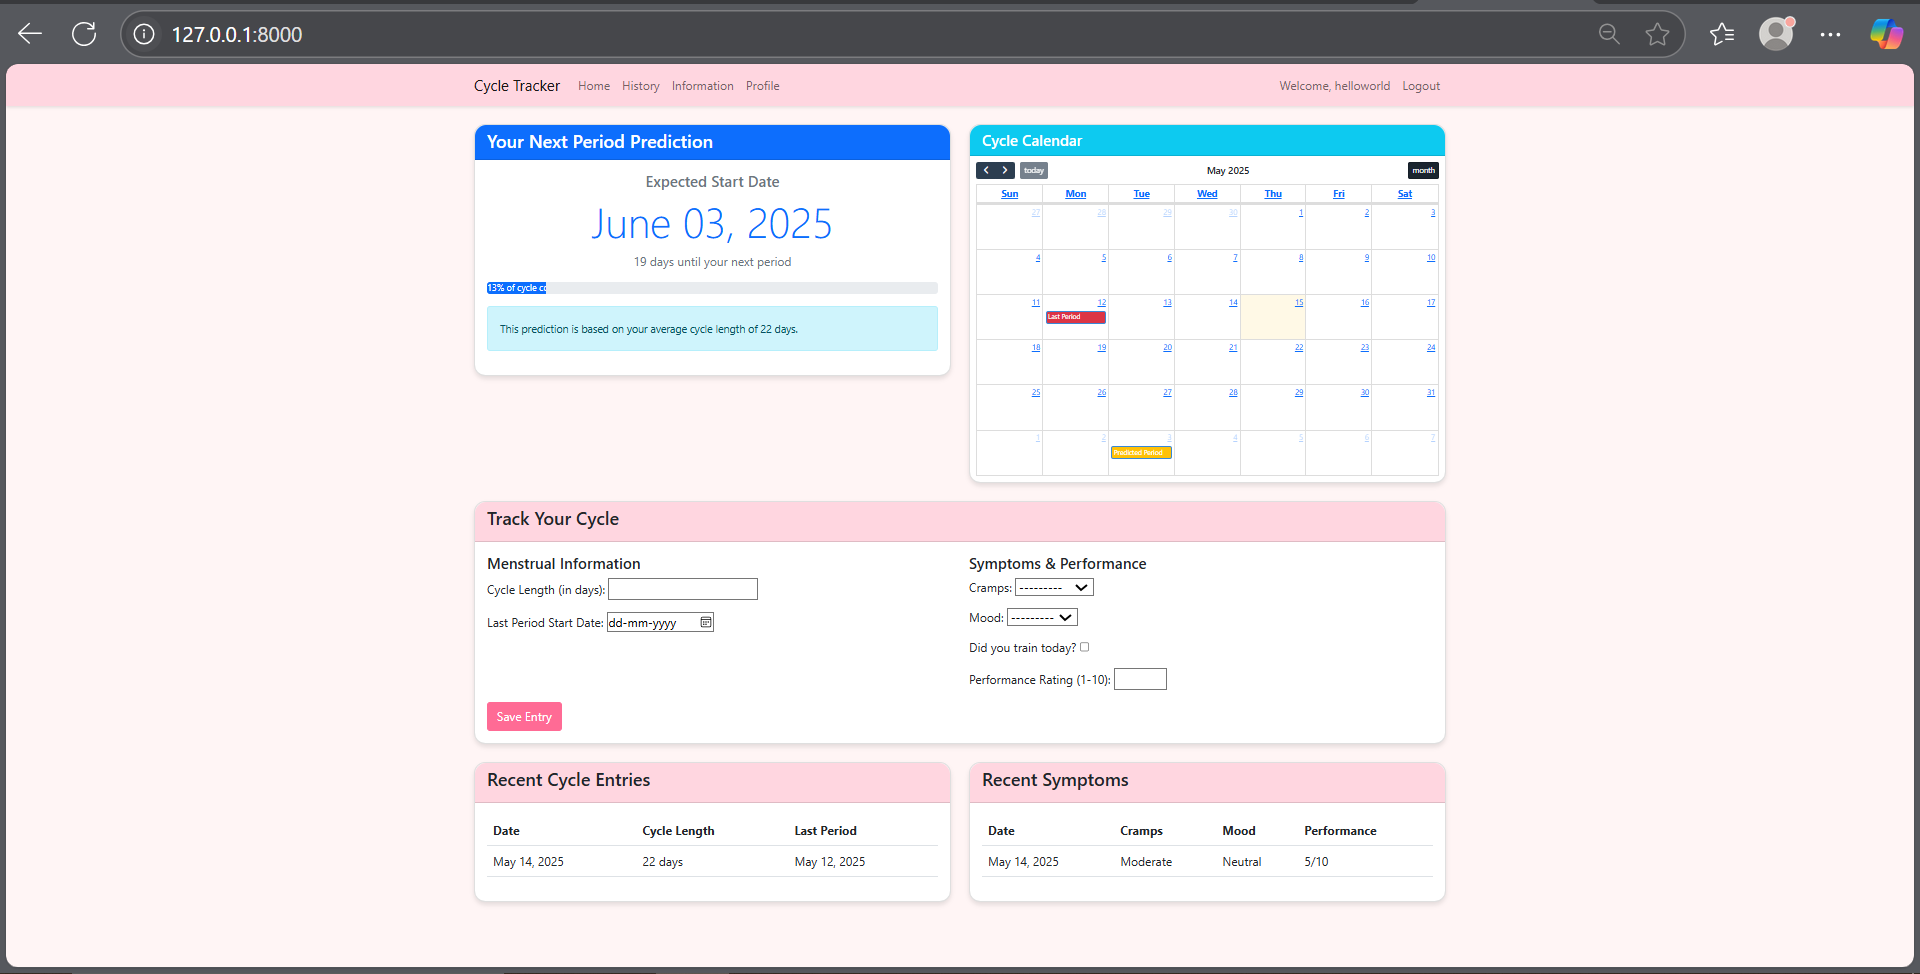 127.0.0.1:8000
Cycle Tracker Home History Information Profile Welcome, helloworld Logout
Your Next Period Prediction
Expected Start Date
June 03, 2025
19 days until your next period
13% of cycle co
This prediction is based on your average cycle length of 22 days.
Cycle Calendar
today May 2025 month
Sun Mon Tue Wed Thu Fri Sat
27 28 29 30 1 2 3
4 5 6 7 8 9 10
11 12 13 14 15 16 17
Last Period
18 19 20 21 22 23 24
25 26 27 28 29 30 31
1 2 3 4 5 6 7
Predicted Period
Track Your Cycle
Menstrual Information
Cycle Length (in days):
Last Period Start Date: dd-mm-yyyy
Save Entry
Symptoms & Performance
Cramps: ---------
Mood: ---------
Did you train today?
Performance Rating (1-10):
Recent Cycle Entries
Date Cycle Length Last Period
May 14, 2025 22 days May 12, 2025
Recent Symptoms
Date Cramps Mood Performance
May 14, 2025 Moderate Neutral 5/10